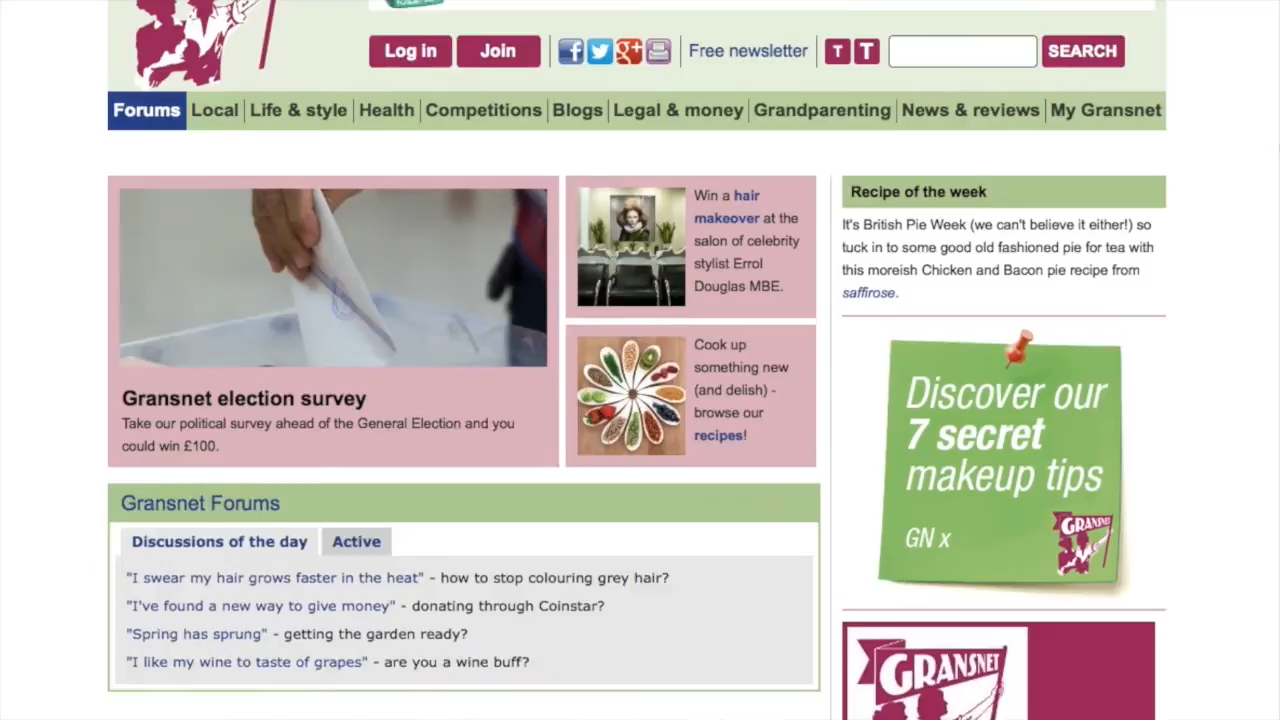 Log in
Join
Free newsletter
T
T
SEARCH
Forums
Local
Life & style
Health
Competitions
Blogs
Legal & money
Grandparenting
News & reviews
My Gransnet
Gransnet election survey
Take our political survey ahead of the General Election and you
could win £100.
Win a hair
makeover at the
salon of celebrity
stylist Errol
Douglas MBE.
Cook up
something new
(and delish) -
browse our
recipes!
Recipe of the week
It's British Pie Week (we can't believe it either!) so
tuck in to some good old fashioned pie for tea with
this moreish Chicken and Bacon pie recipe from
saffirose.
Discover our
7 secret
makeup tips
GN x
GRANSNET
Gransnet Forums
Discussions of the day
Active
"I swear my hair grows faster in the heat" - how to stop colouring grey hair?
"I've found a new way to give money" - donating through Coinstar?
"Spring has sprung" - getting the garden ready?
"I like my wine to taste of grapes" - are you a wine buff?
GRANSNET